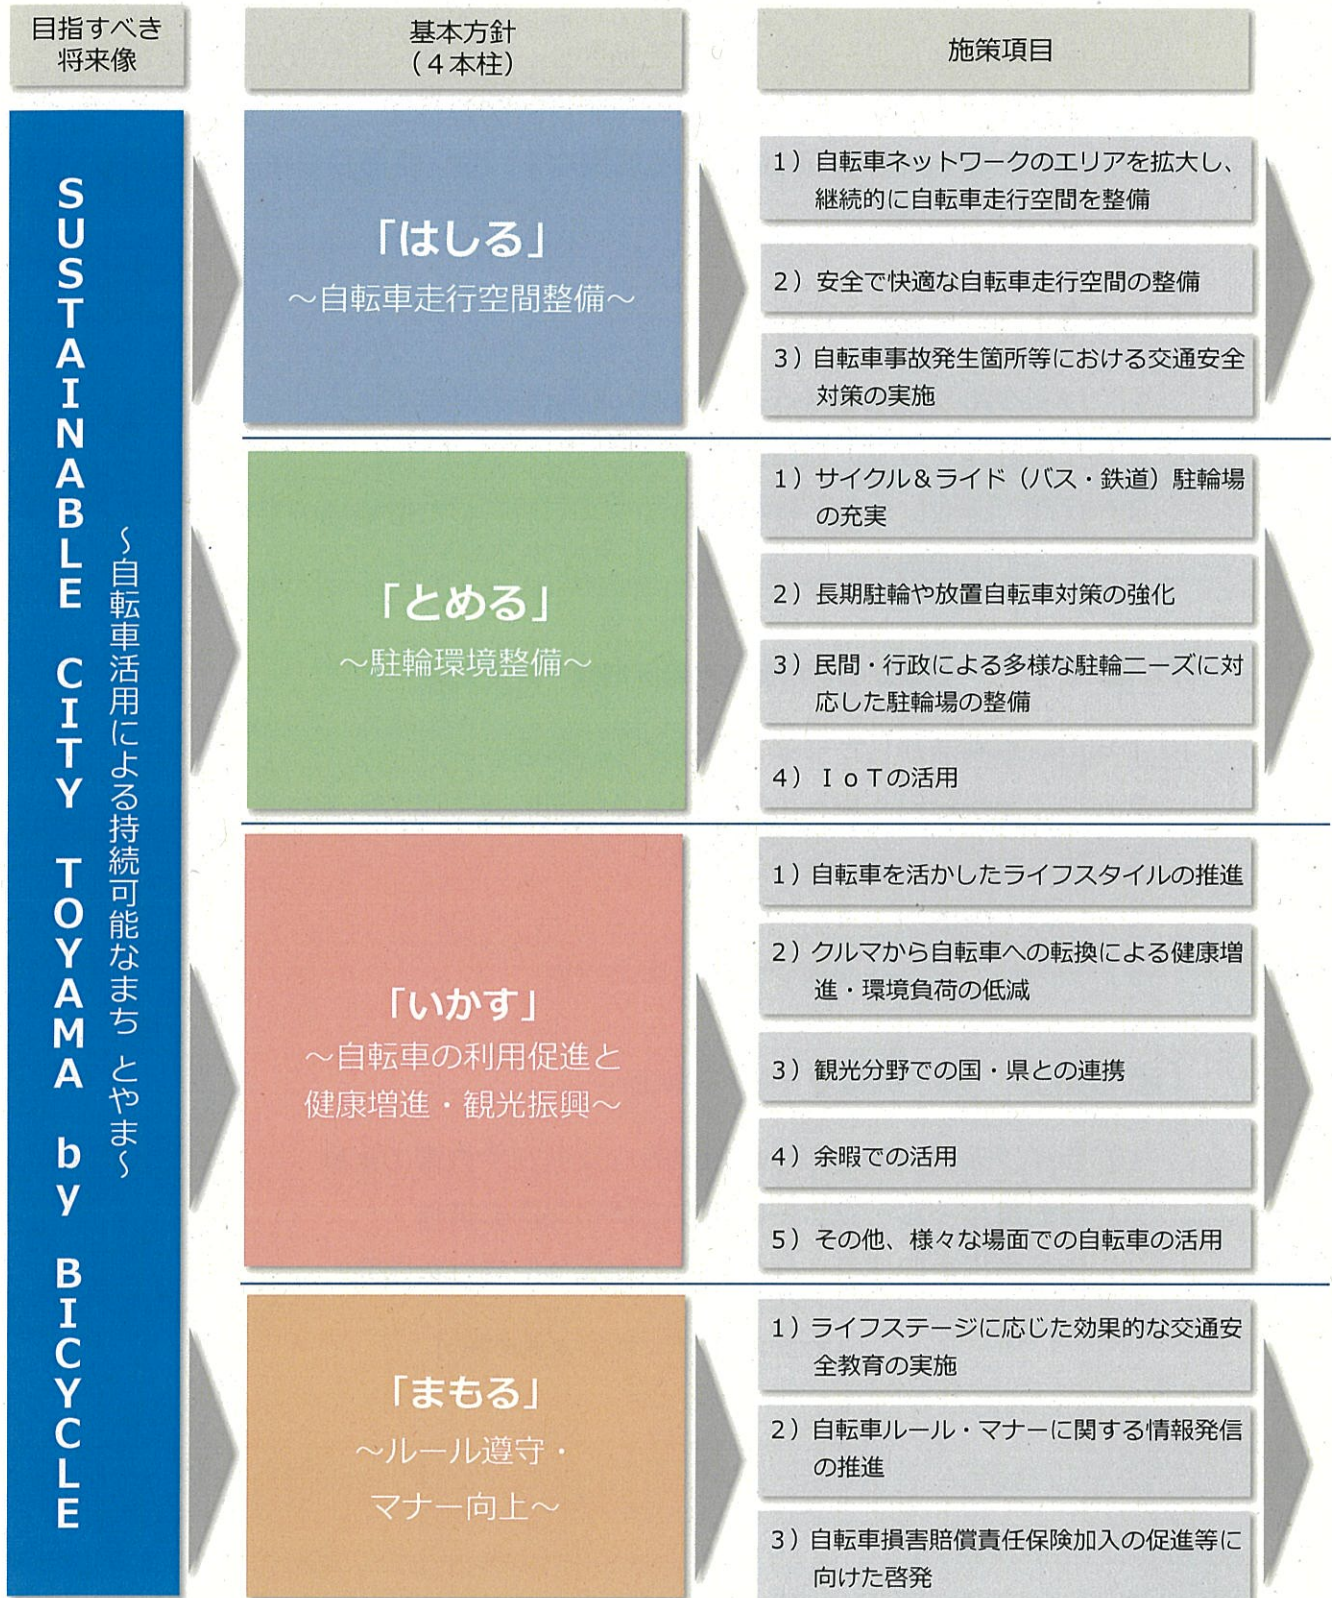 目指すべき
将来像
基本方針
（４本柱）
施策項目
SUSTAINABLE CITY TOYAMA by BICYCLE
～自転車活用による持続可能なまち とやま～
「はしる」
～自転車走行空間整備～
1）自転車ネットワークのエリアを拡大し、
継続的に自転車走行空間を整備
2）安全で快適な自転車走行空間の整備
3）自転車事故発生箇所等における交通安全
対策の実施
「とめる」
～駐輪環境整備～
1）サイクル＆ライド（バス・鉄道）駐輪場
の充実
2）長期駐輪や放置自転車対策の強化
3）民間・行政による多様な駐輪ニーズに対
応した駐輪場の整備
4）ＩｏＴの活用
「いかす」
～自転車の利用促進と
健康増進・観光振興～
1）自転車を活かしたライフスタイルの推進
2）クルマから自転車への転換による健康増
進・環境負荷の低減
3）観光分野での国・県との連携
4）余暇での活用
5）その他、様々な場面での自転車の活用
「まもる」
～ルール遵守・
マナー向上～
1）ライフステージに応じた効果的な交通安
全教育の実施
2）自転車ルール・マナーに関する情報発信
の推進
3）自転車損害賠償責任保険加入の促進等に
向けた啓発